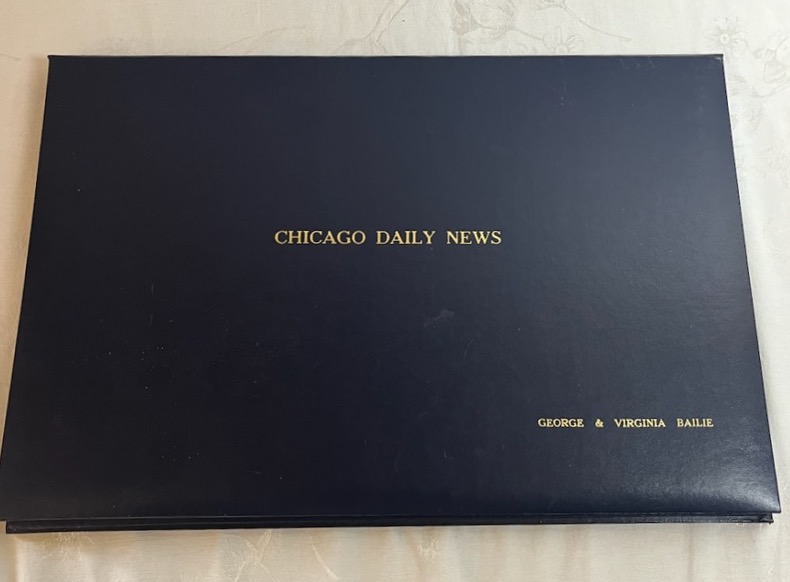 CHICAGO DAILY NEWS
GEORGE & VIRGINIA BAILIE